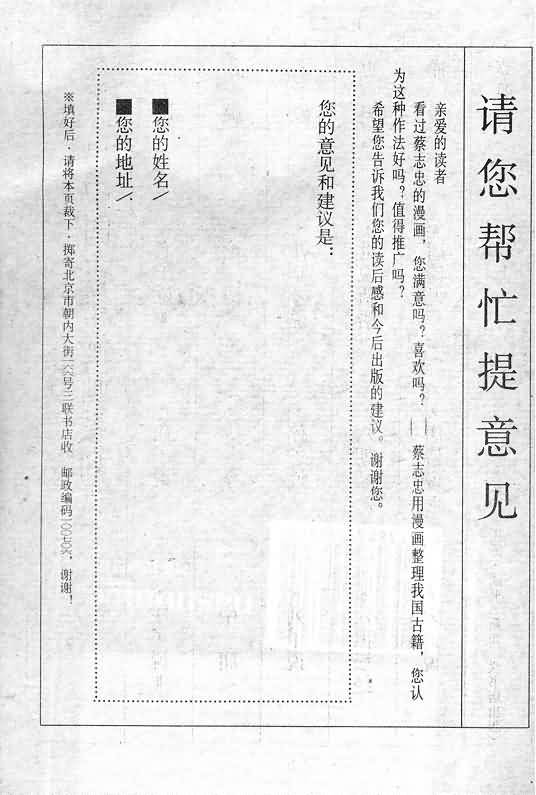 请您帮忙提意见
亲爱的读者
看过蔡志忠的漫画，您满意吗？喜欢吗？——蔡志忠用漫画整理我国古籍，您认
为这种作法好吗？值得推广吗？
希望您告诉我们您的读后感和今后出版的建议。谢谢您。
您的意见和建议是：
■您的姓名/
■您的地址/
※填好后·请将本页裁下·掷寄北京市朝内大街一六六号三联书店收 邮政编码一〇〇七〇六，谢谢！